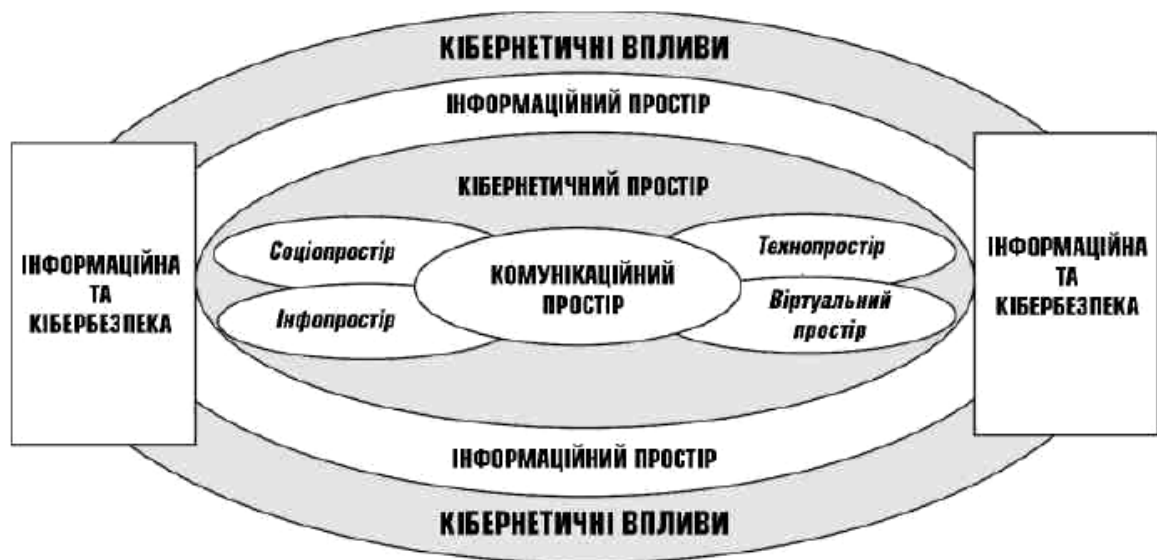 КІБЕРНЕТИЧНІ ВПЛИВИ
ІНФОРМАЦІЙНИЙ ПРОСТІР
КІБЕРНЕТИЧНИЙ ПРОСТІР
ІНФОРМАЦІЙНА
ТА
КІБЕРБЕЗПЕКА
Соціопростір
Інфопростір
КОМУНІКАЦІЙНИЙ
ПРОСТІР
Технопростір
Віртуальний
простір
ІНФОРМАЦІЙНА
ТА
КІБЕРБЕЗПЕКА
ІНФОРМАЦІЙНИЙ ПРОСТІР
КІБЕРНЕТИЧНІ ВПЛИВИ